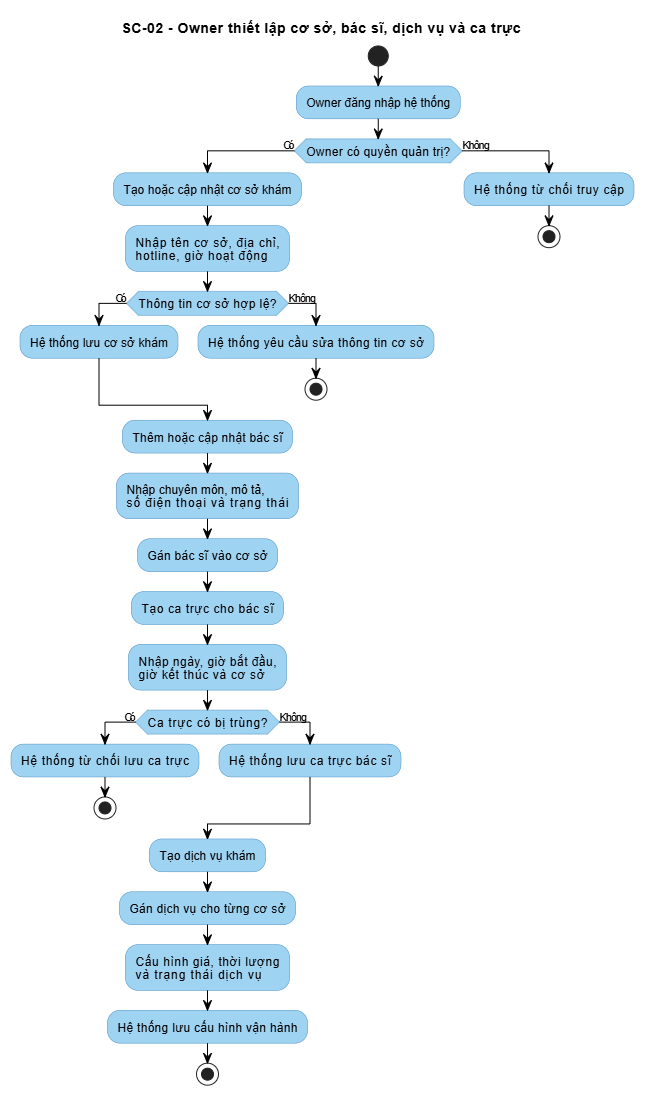 SC-02 - Owner thiết lập cơ sở, bác sĩ, dịch vụ và ca trực
Owner đăng nhập hệ thống
Có
Owner có quyền quản trị?
Không
Tạo hoặc cập nhật cơ sở khám
Hệ thống từ chối truy cập
Nhập tên cơ sở, địa chỉ,
hotline, giờ hoạt động
Có
Thông tin cơ sở hợp lệ?
Không
Hệ thống lưu cơ sở khám
Hệ thống yêu cầu sửa thông tin cơ sở
Thêm hoặc cập nhật bác sĩ
Nhập chuyên môn, mô tả,
số điện thoại và trạng thái
Gán bác sĩ vào cơ sở
Tạo ca trực cho bác sĩ
Nhập ngày, giờ bắt đầu,
giờ kết thúc và cơ sở
Có
Ca trực có bị trùng?
Không
Hệ thống từ chối lưu ca trực
Hệ thống lưu ca trực bác sĩ
Tạo dịch vụ khám
Gán dịch vụ cho từng cơ sở
Cấu hình giá, thời lượng
và trạng thái dịch vụ
Hệ thống lưu cấu hình vận hành